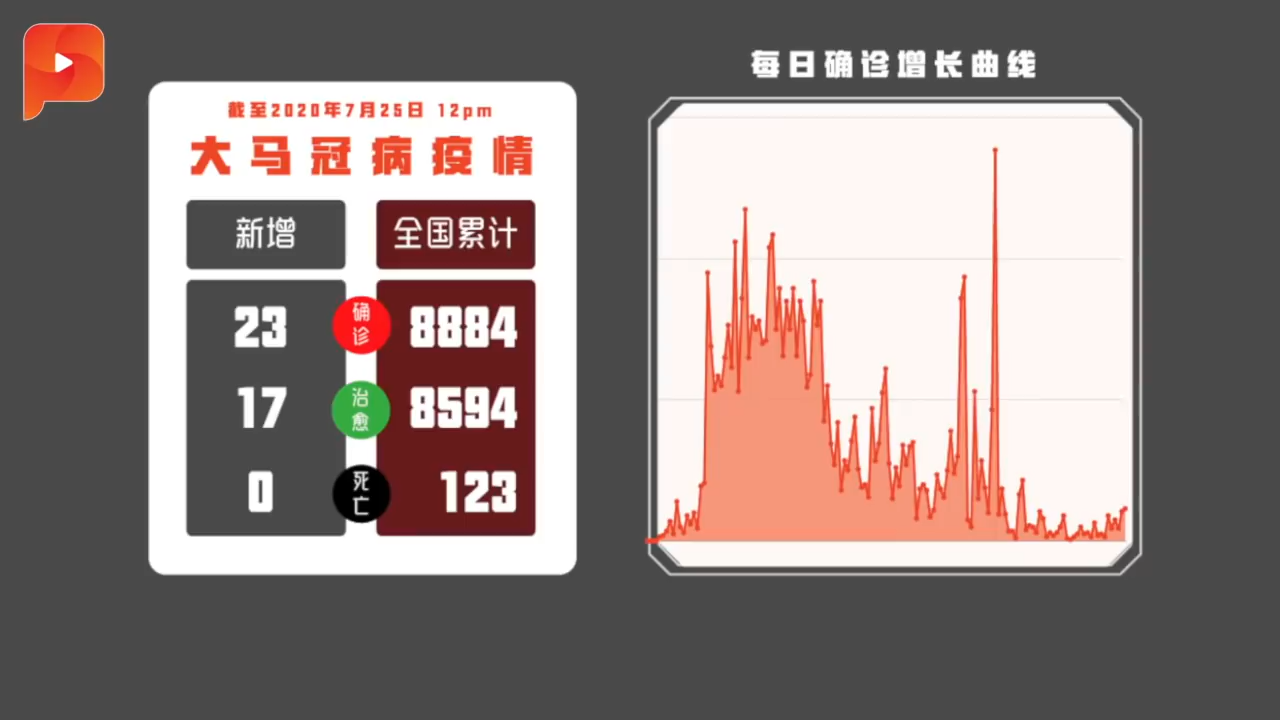 截至2020年7月25日 12pm
大马冠病疫情
新增
全国累计
23
确诊
8884
17
治愈
8594
0
死亡
123
每日确诊增长曲线